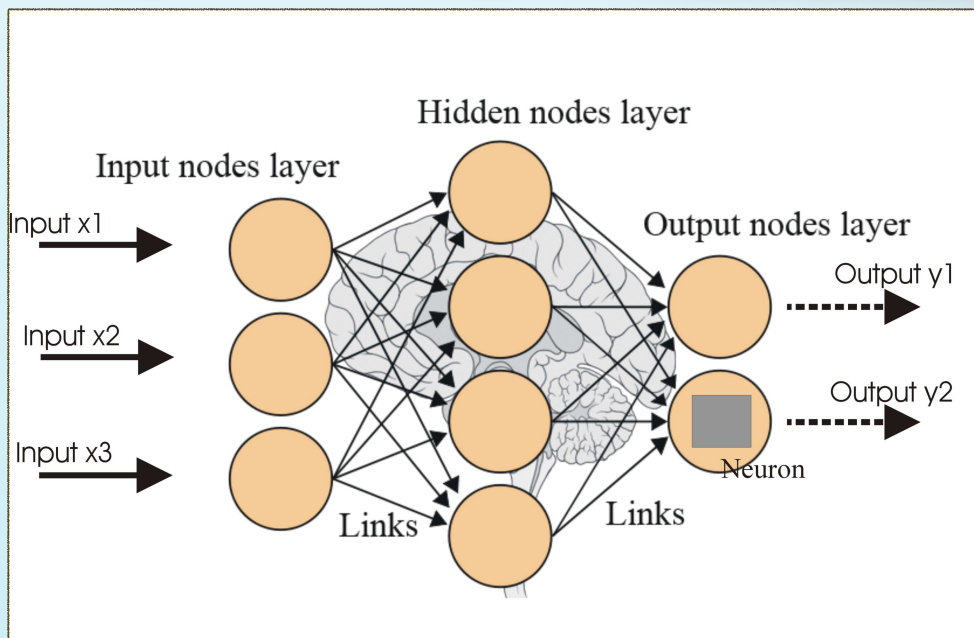 Hidden nodes layer
Input nodes layer
Input x1
Output nodes layer
Output y1
Input x2
Output y2
Input x3
Neuron
Links
Links